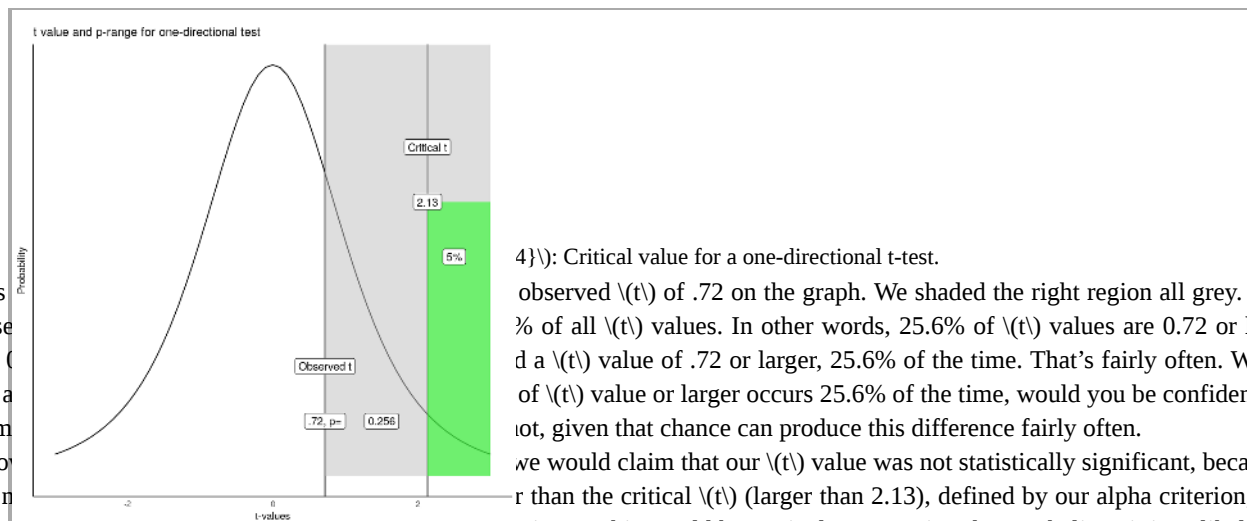 t value and p-range for one-directional test
Critical t
2.13
5%
Probability
Observed t
.72, p=
0.256
-2 0 2
t-values
4}\): Critical value for a one-directional t-test.
observed \(t\) of .72 on the graph. We shaded the right region all grey.
% of all \(t\) values. In other words, 25.6% of \(t\) values are 0.72 or
d a \(t\) value of .72 or larger, 25.6% of the time. That’s fairly often.
of \(t\) value or larger occurs 25.6% of the time, would you be
ot, given that chance can produce this difference fairly often.
we would claim that our \(t\) value was not statistically significant,
r than the critical \(t\) (larger than 2.13), defined by our alpha criterion,